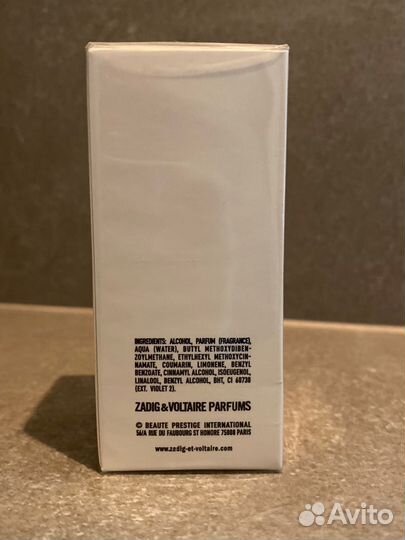 INGREDIENTS: ALCOHOL, PARFUM (FRAGRANCE),
AQUA (WATER), BUTYL METHOXYDIBEN-
ZOYLMETHANE, ETHYLHEXYL METHOXYCIN-
NAMATE, COUMARIN, LIMONENE, BENZYL
BENZOATE, CINNAMYL ALCOHOL, ISOEUGENOL,
LINALOOL, BENZYL ALCOHOL, BHT, CI 60730
(EXT. VIOLET 2).
ZADIG&VOLTAIRE PARFUMS
© BEAUTE PRESTIGE INTERNATIONAL
56/A RUE DU FAUBOURG ST HONORE 75008 PARIS
www.zadig-et-voltaire.com
Avito